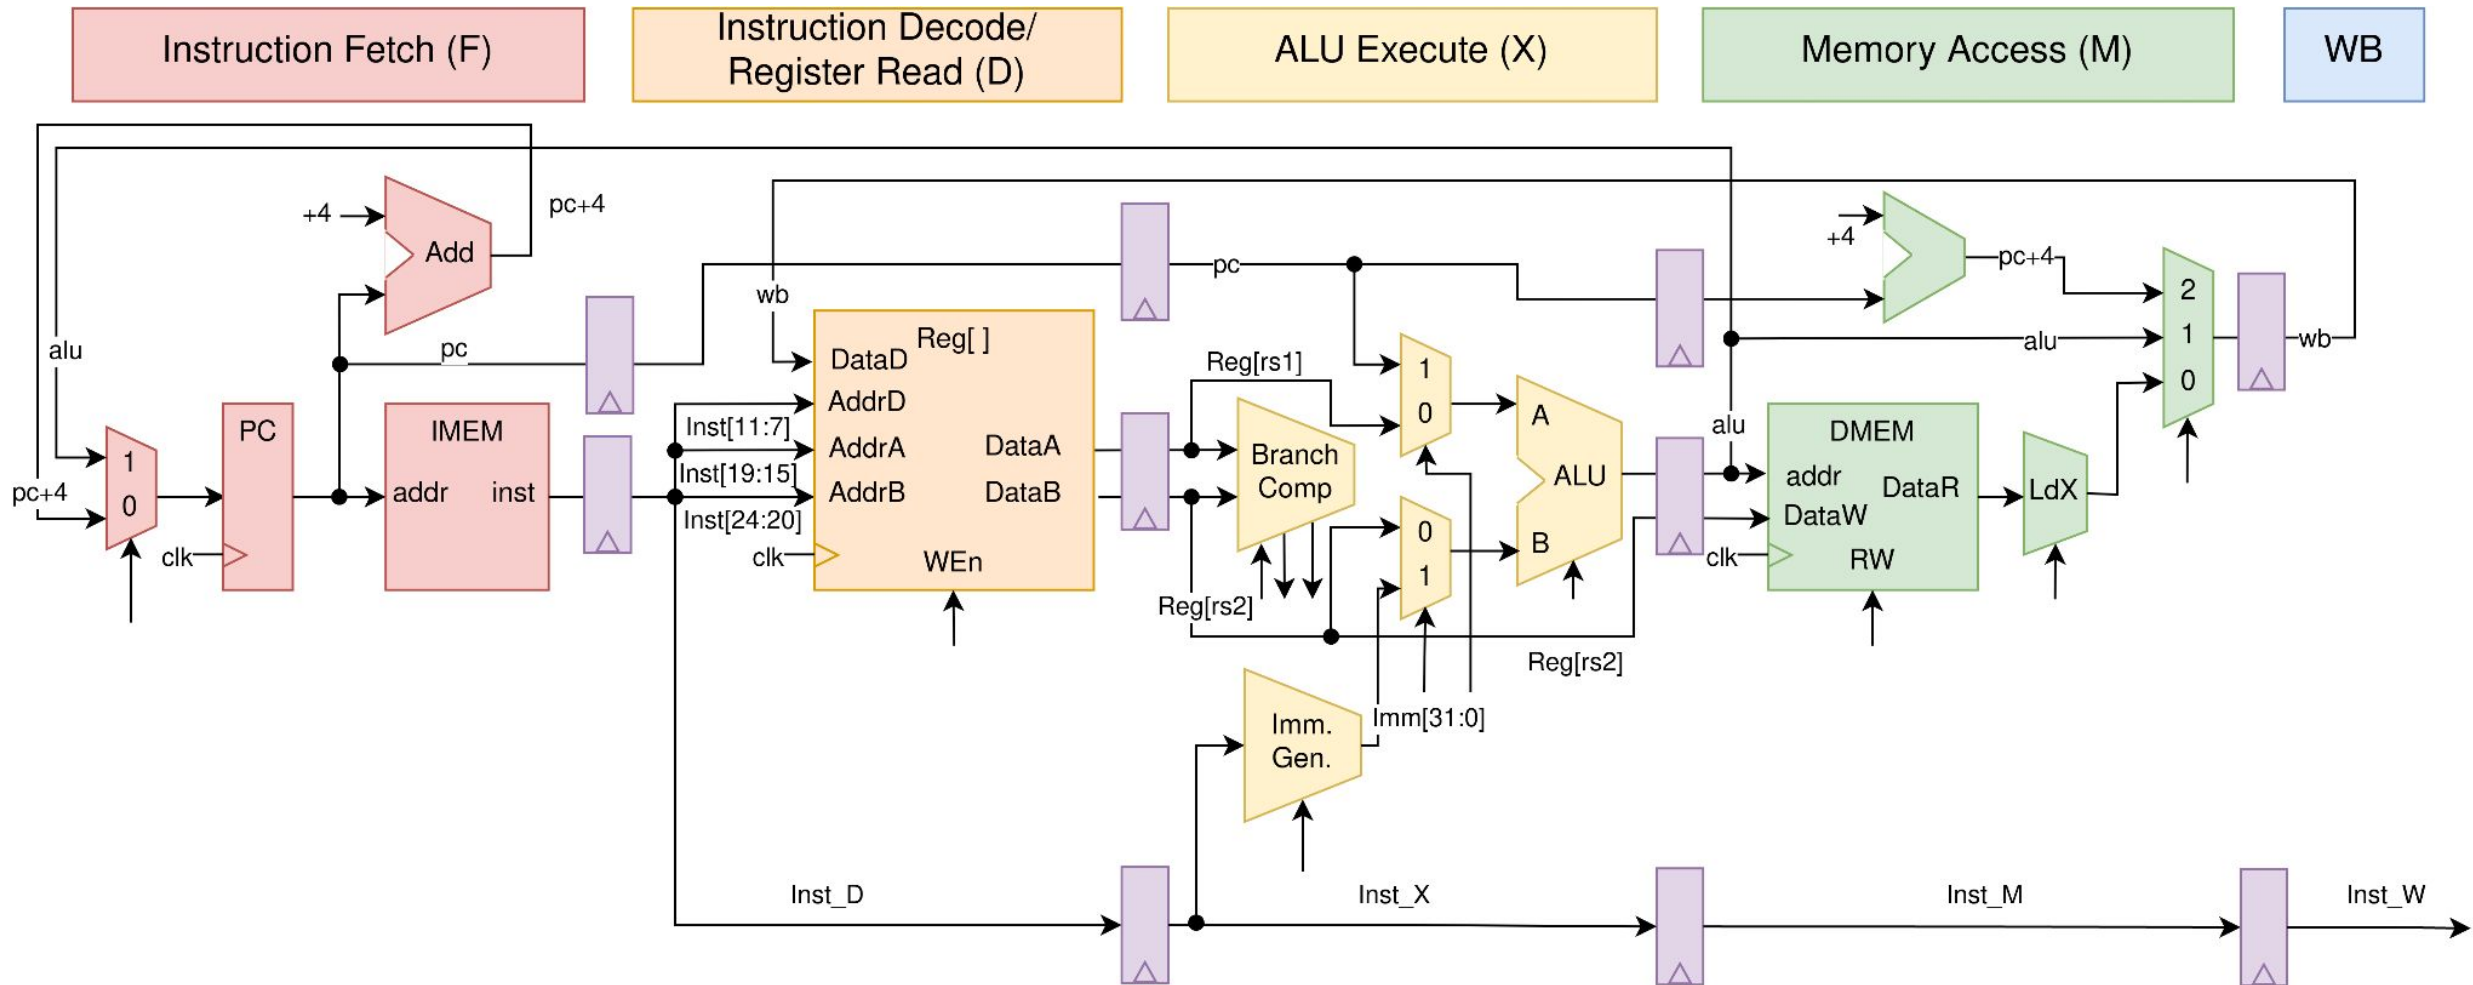 Instruction Fetch (F)
Instruction Decode/
Register Read (D)
ALU Execute (X)
Memory Access (M)
WB
+4
Add
pc+4
pc
alu
pc+4
1
0
clk
PC
IMEM
addr
inst
wb
Reg[ ]
DataD
AddrD
Inst[11:7]
AddrA
Inst[19:15]
AddrB
Inst[24:20]
DataA
DataB
clk
WEn
pc
Reg[rs1]
Branch
Comp
Reg[rs2]
1
0
0
1
A
ALU
B
Reg[rs2]
Imm.
Gen.
Imm[31:0]
+4
pc+4
alu
alu
DMEM
addr
DataR
DataW
clk
RW
LdX
2
1
0
wb
Inst_D
Inst_X
Inst_M
Inst_W